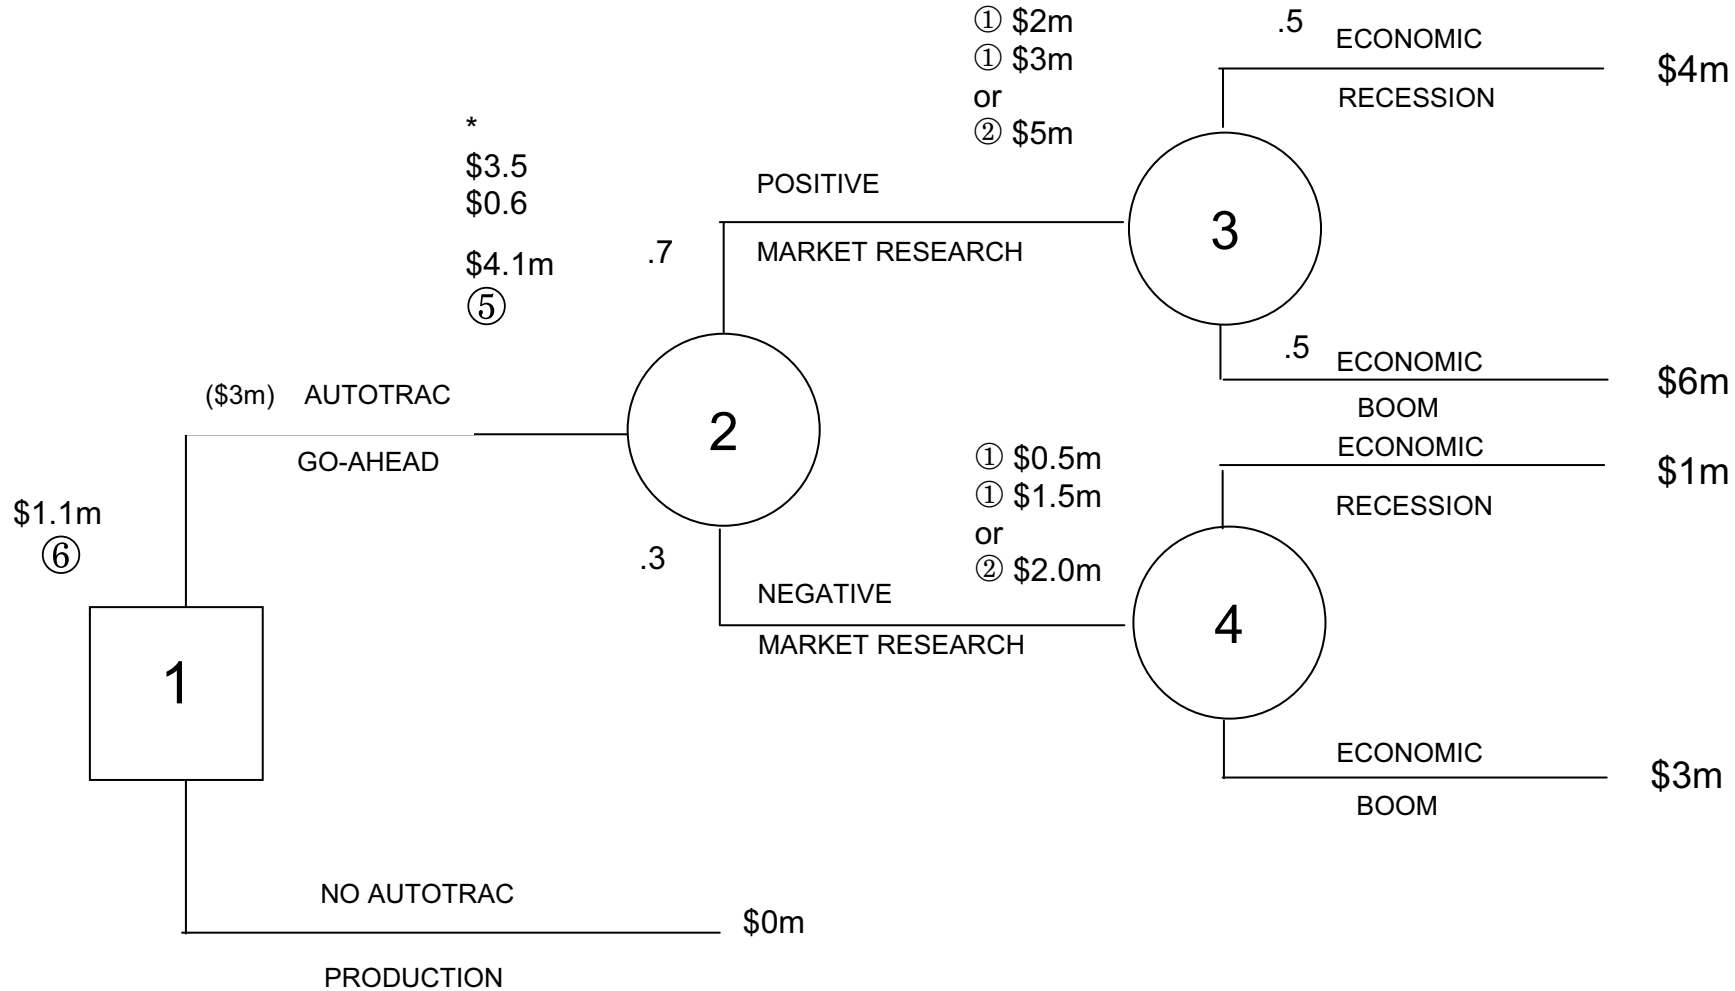 ① $2m
① $3m
or
② $5m
.5
ECONOMIC
RECESSION
$4m
*
$3.5
$0.6
$4.1m
⑤
.7
POSITIVE
MARKET RESEARCH
3
.5
ECONOMIC
BOOM
$6m
($3m) AUTOTRAC
GO-AHEAD
2
① $0.5m
① $1.5m
or
② $2.0m
ECONOMIC
RECESSION
$1m
$1.1m
⑥
.3
NEGATIVE
MARKET RESEARCH
4
1
ECONOMIC
BOOM
$3m
NO AUTOTRAC
PRODUCTION
$0m